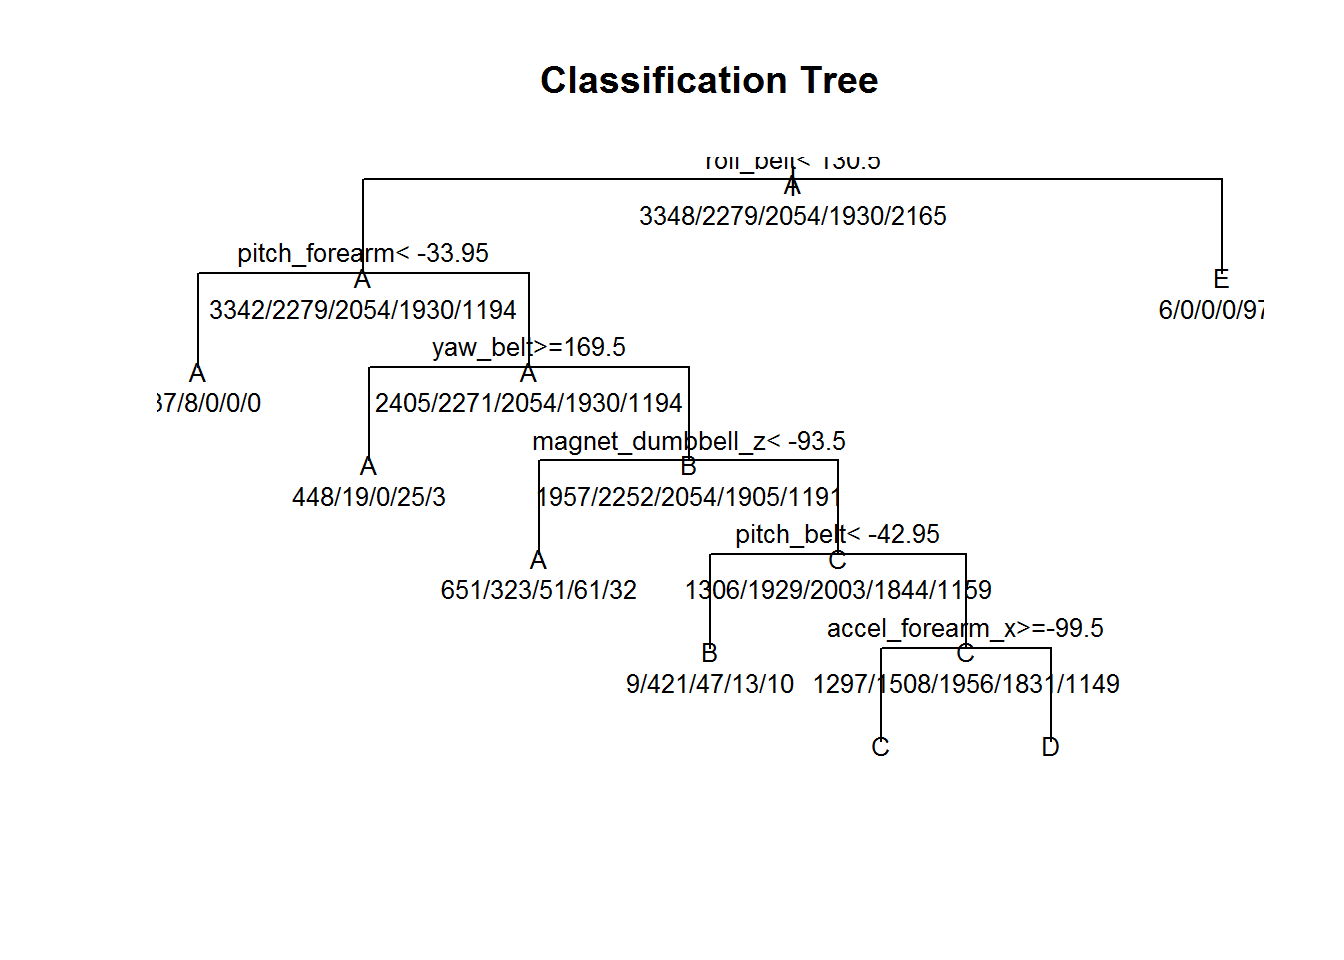 Classification Tree
roll_belt< 130.5
A
3348/2279/2054/1930/2165
pitch_forearm< -33.95
A
E
3342/2279/2054/1930/1194
6/0/0/0/97
yaw_belt>=169.5
A
A
37/8/0/0/0
2405/2271/2054/1930/1194
magnet_dumbbell_z< -93.5
A
B
448/19/0/25/3
1957/2252/2054/1905/1191
pitch_belt< -42.95
A
C
651/323/51/61/32
1306/1929/2003/1844/1159
accel_forearm_x>=-99.5
B
C
9/421/47/13/10
1297/1508/1956/1831/1149
C
D